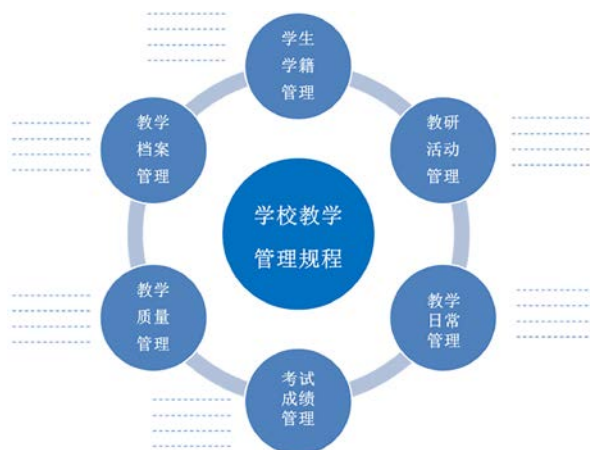 学生
学籍
管理
教研
活动
管理
教学
日常
管理
考试
成绩
管理
教学
质量
管理
教学
档案
管理
学校教学
管理规程